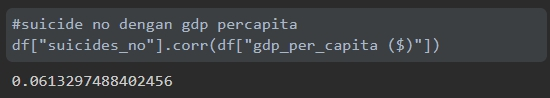 #suicide no dengan gdp percapita
df["suicides_no"].corr(df["gdp_per_capita ($)"])
0.0613297488402456